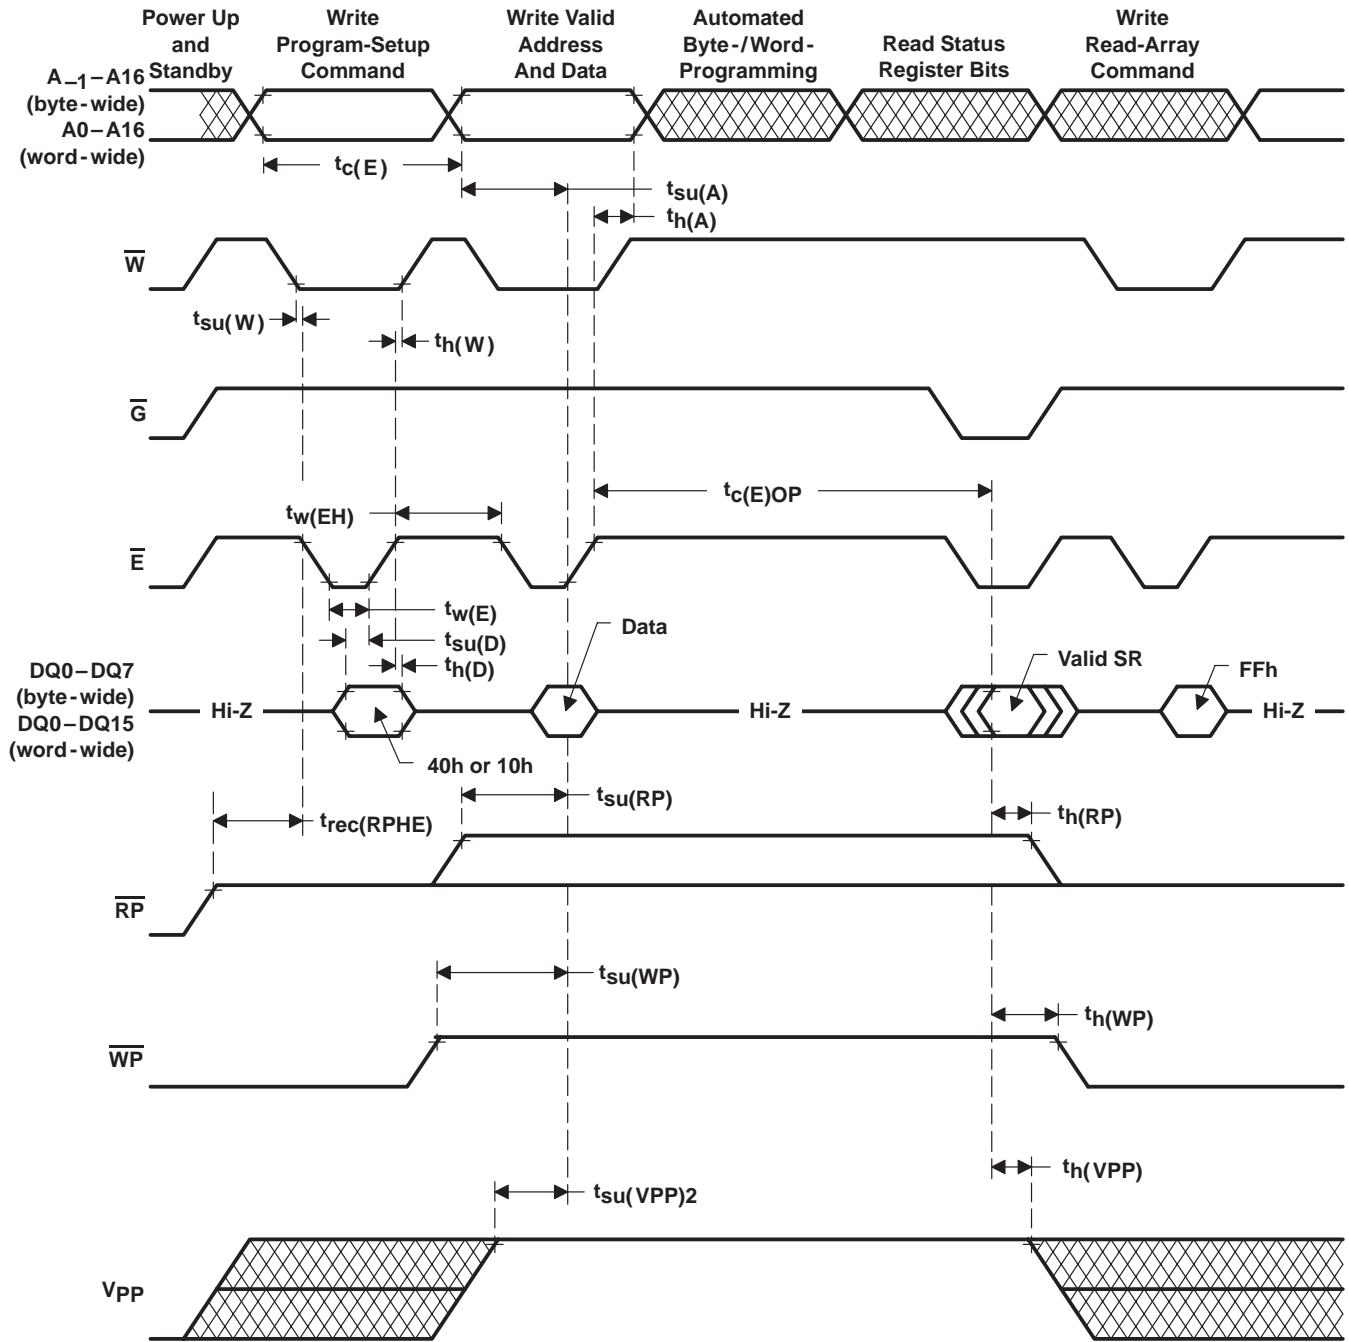 Power Up
and
Standby
Write
Program-Setup
Command
Write Valid
Address
And Data
Automated
Byte-/Word-
Programming
Read Status
Register Bits
Write
Read-Array
Command
A–1–A16
(byte-wide)
A0–A16
(word-wide)
tc(E)
tsu(A)
th(A)
W
tsu(W)
th(W)
G
tc(E)OP
tw(EH)
E
tw(E)
tsu(D)
th(D)
Data
Valid SR
FFh
DQ0–DQ7
(byte-wide)
DQ0–DQ15
(word-wide)
Hi-Z
Hi-Z
Hi-Z
40h or 10h
tsu(RP)
trec(RPHE)
th(RP)
RP
tsu(WP)
th(WP)
WP
th(VPP)
tsu(VPP)2
VPP